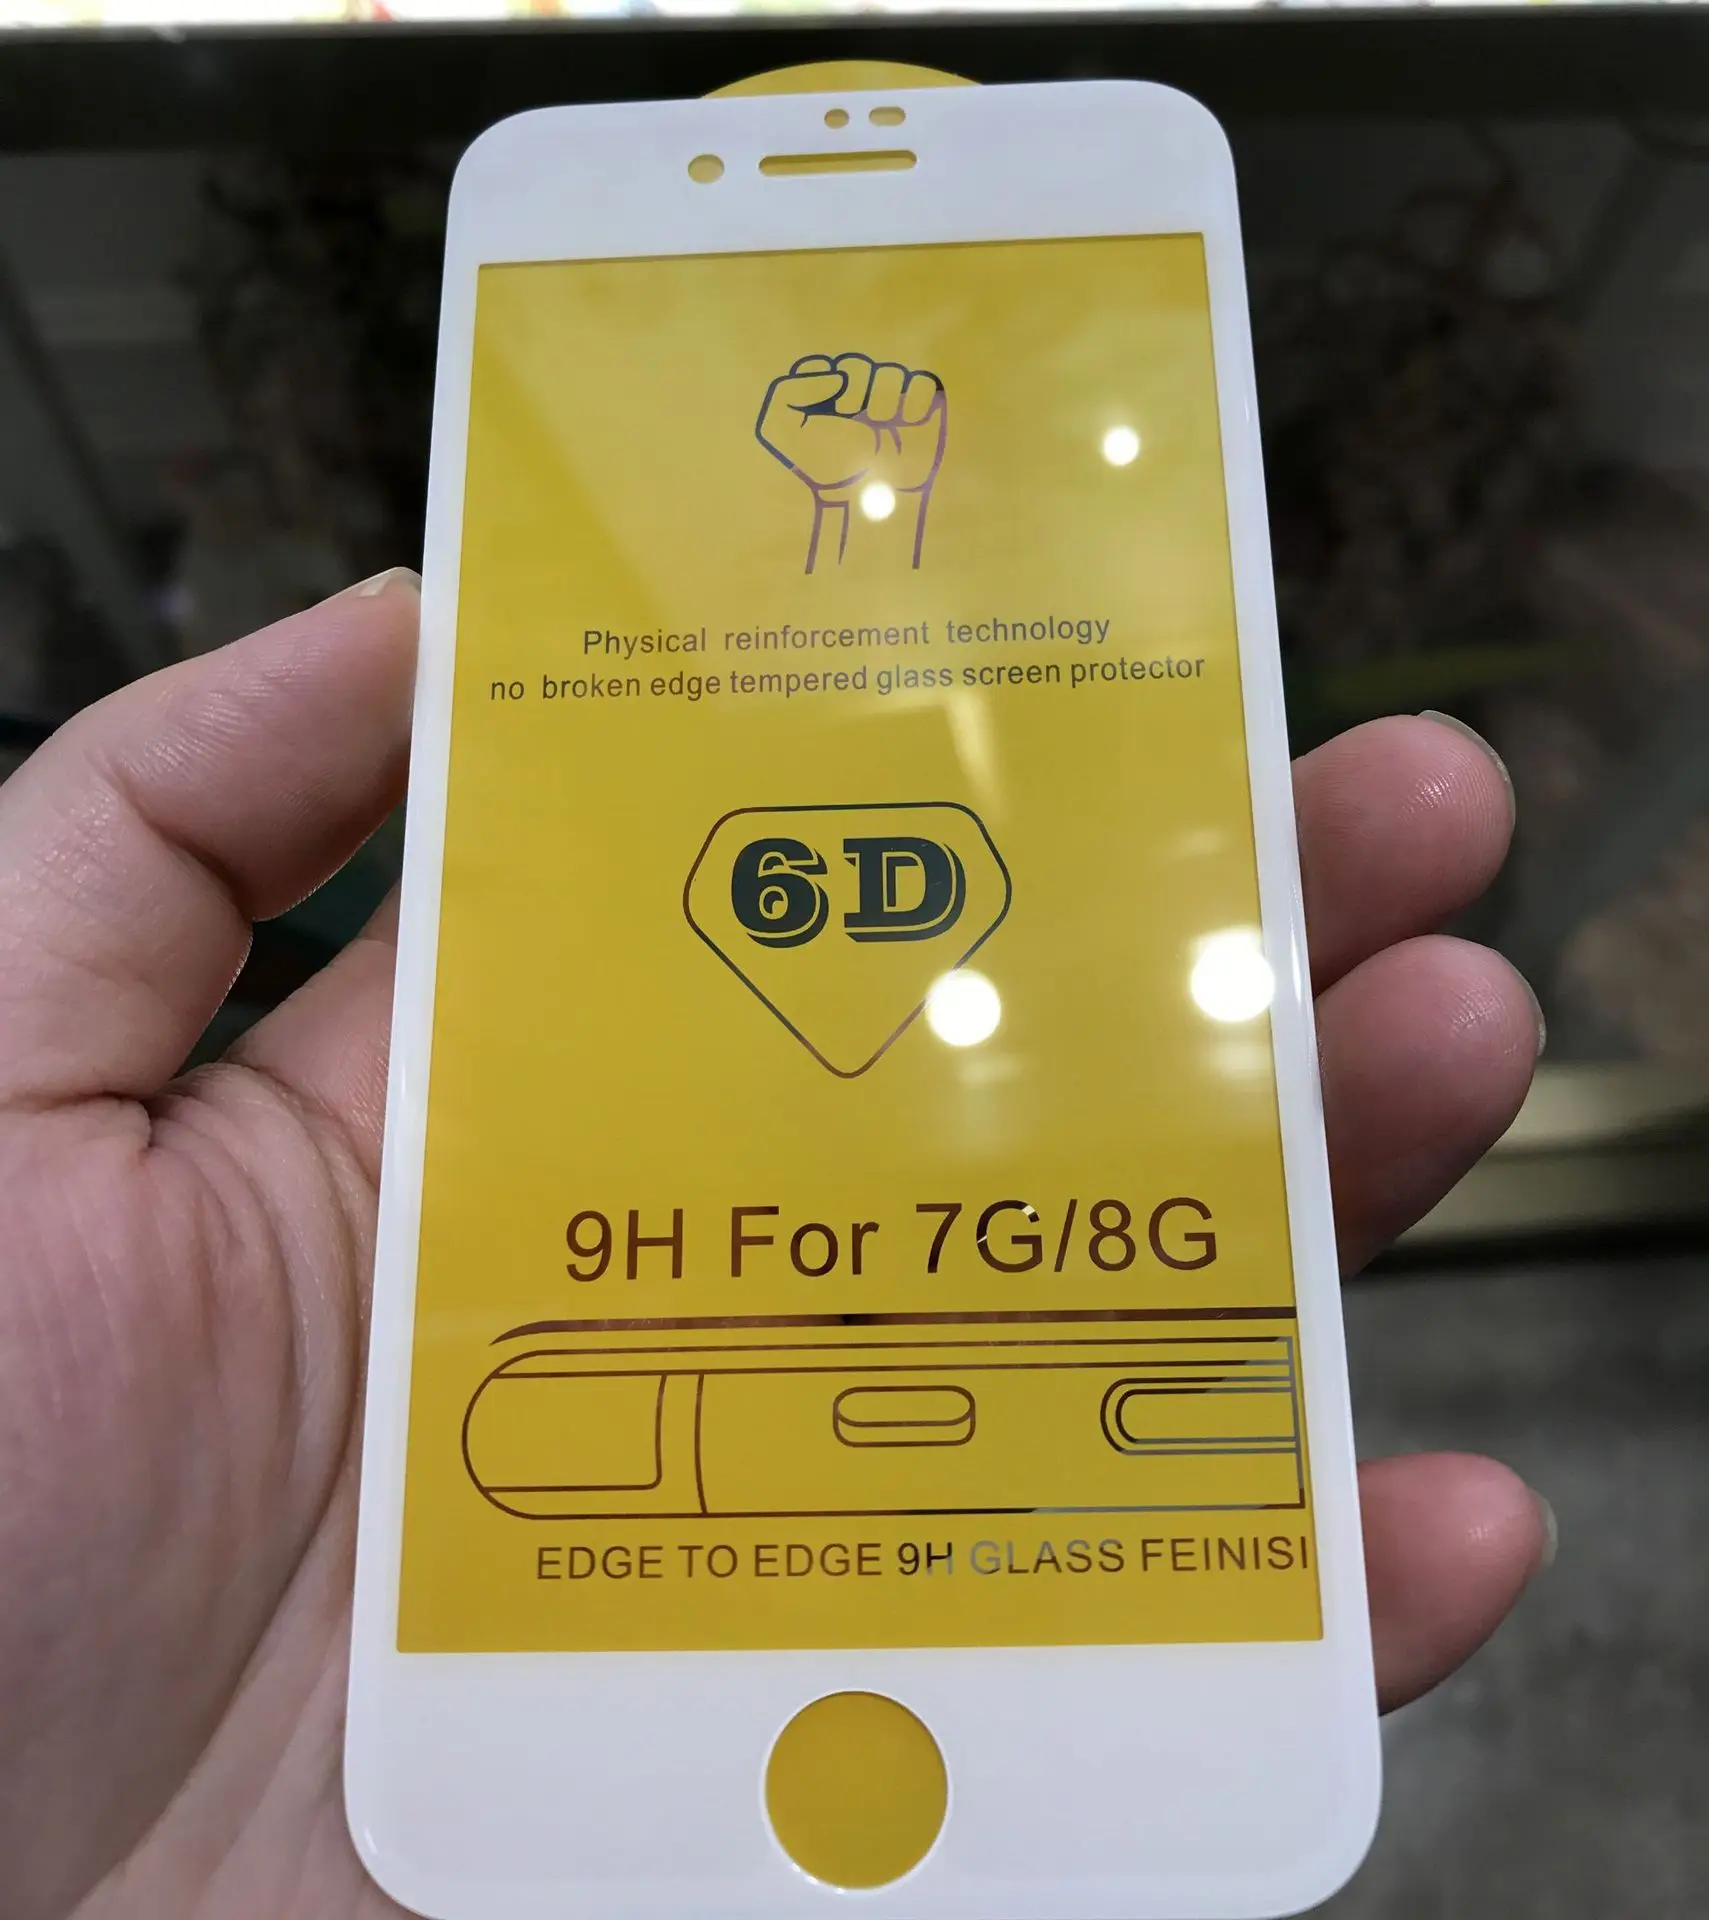 Physical reinforcement technology
no broken edge tempered glass screen protector
6D
9H For 7G/8G
EDGE TO EDGE 9H GLASS FEINISI